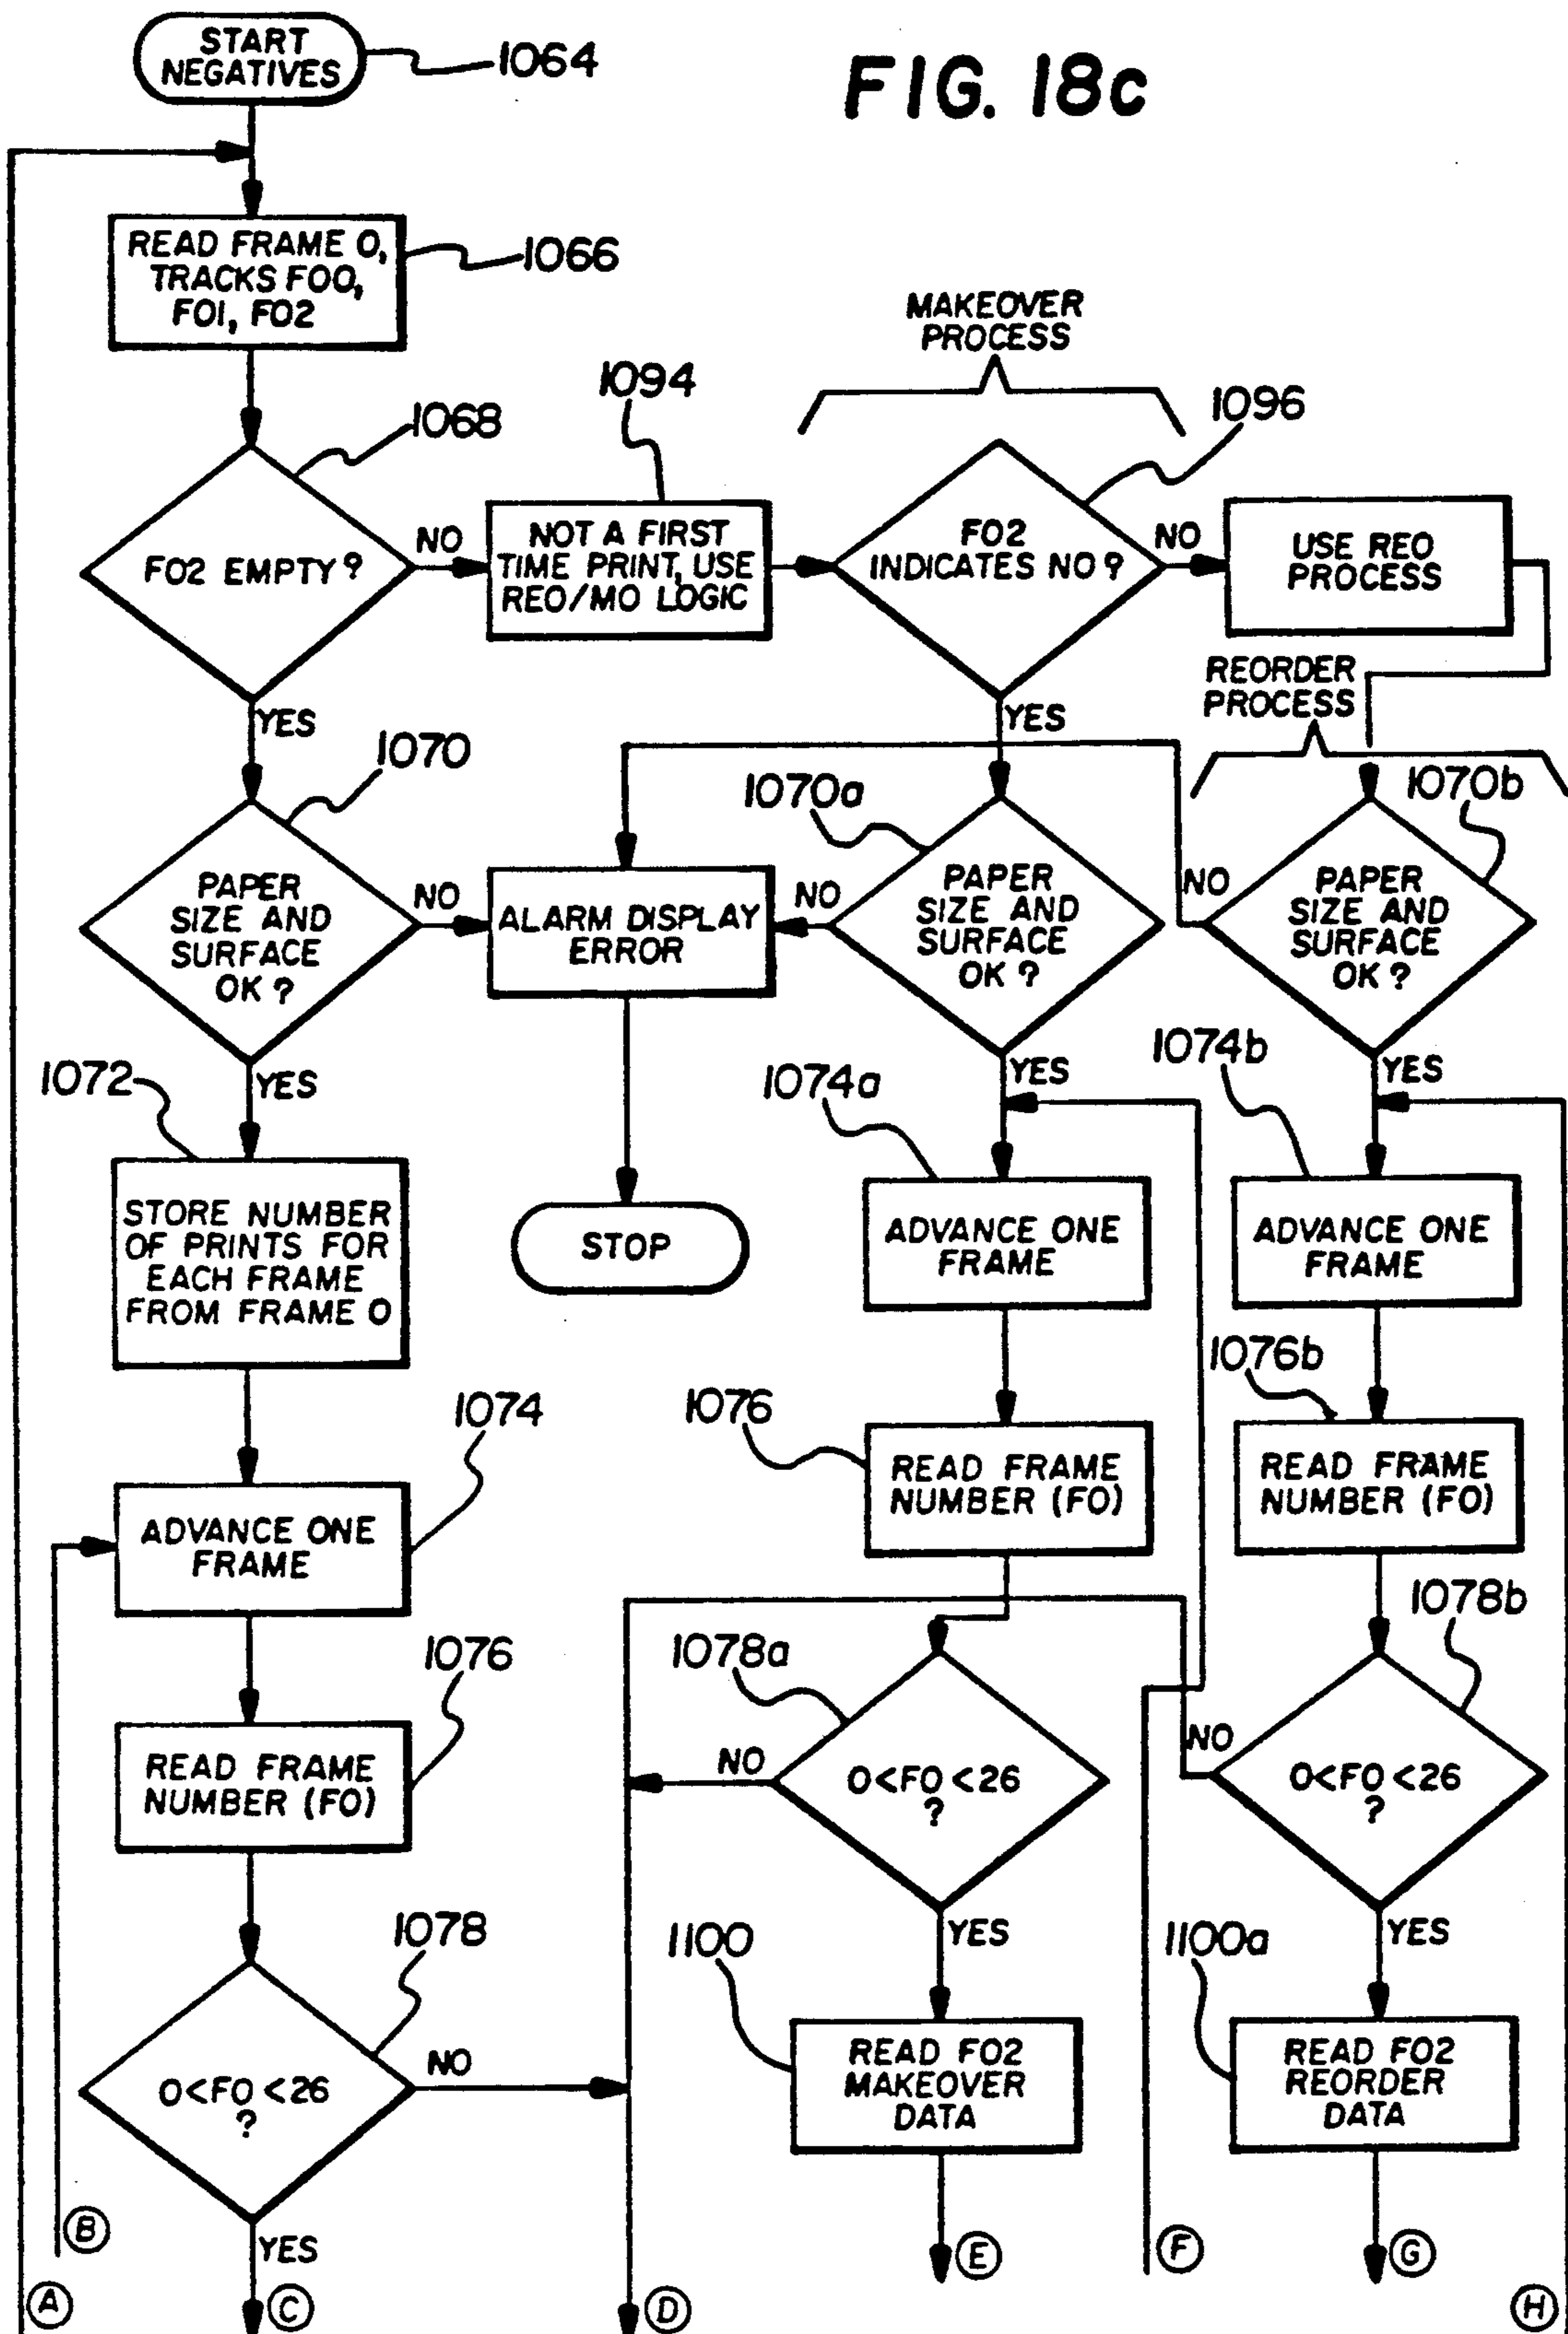 FIG. 18c
START
NEGATIVES
1064
READ FRAME 0,
TRACKS F00,
F01, F02
1066
1068
F02 EMPTY?
NO
YES
1094
NOT A FIRST
TIME PRINT, USE
REO/MO LOGIC
MAKEOVER
PROCESS
1096
F02
INDICATES NO?
NO
YES
USE REO
PROCESS
REORDER
PROCESS
1070
PAPER
SIZE AND
SURFACE
OK?
NO
YES
ALARM DISPLAY
ERROR
STOP
1070a
PAPER
SIZE AND
SURFACE
OK?
NO
YES
1070b
PAPER
SIZE AND
SURFACE
OK?
NO
YES
1072
STORE NUMBER
OF PRINTS FOR
EACH FRAME
FROM FRAME 0
1074a
ADVANCE ONE
FRAME
1074b
ADVANCE ONE
FRAME
1074
ADVANCE ONE
FRAME
1076
READ FRAME
NUMBER (FO)
1076b
READ FRAME
NUMBER (FO)
1076
READ FRAME
NUMBER (FO)
1078a
0<FO<26
?
NO
YES
1078b
0<FO<26
?
NO
YES
1078
0<FO<26
?
NO
YES
1100
READ F02
MAKEOVER
DATA
1100a
READ F02
REORDER
DATA
A
B
C
D
E
F
G
H